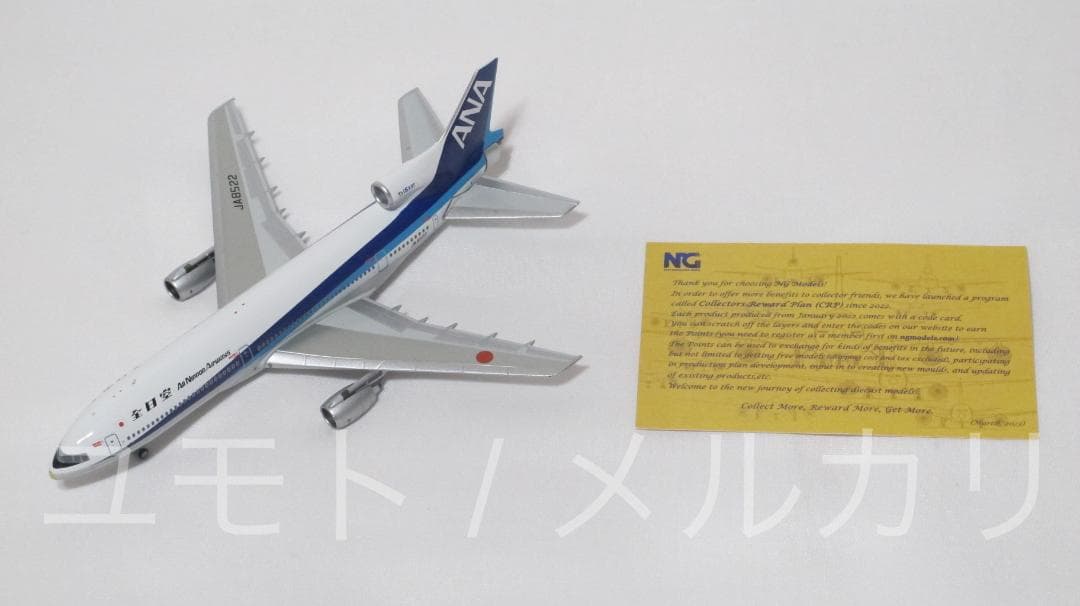 ANA
TriStar
JA8522
All Nippon Airways
全日空
NG
Thank you for choosing Ng Models!
In order to offer more benefits to collector friends, we have launched a program
called Collectors Reward Plan (CRP) since 2022.
Each product produced from January 2022 comes with a code card.
You can scratch off the layers and enter the codes on our website to earn
the Points (you need to register as a member first on ngmodels.com)
The Points can be used to exchange for kinds of benefits in the future, including
but not limited to getting free models (shipping cost and tax excluded), participating
in production plan development, input in to creating new moulds, and updating
of existing products,etc.
Welcome to the new journey of collecting diecast models!
Collect More, Reward More, Get More.
ユモト / メルカリ